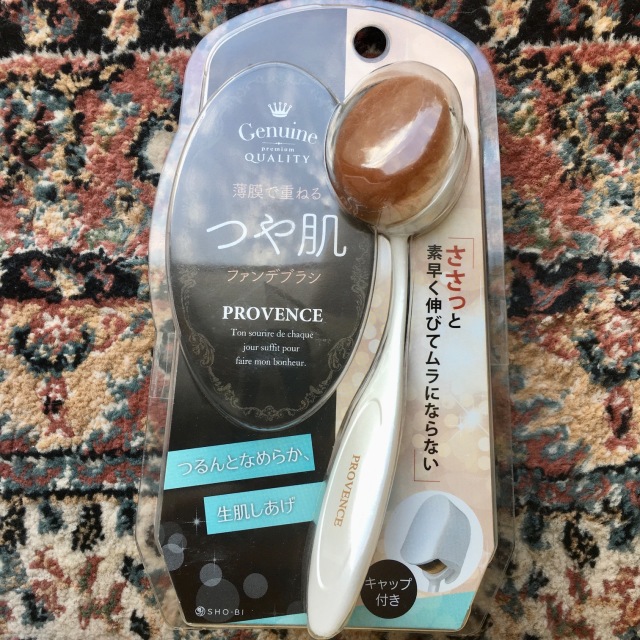 Genuine
premium
QUALITY
薄膜で重ねる
つや肌
ファンデブラシ
PROVENCE
Ton sourire de chaque
jour suffit pour
faire mon bonheur.
ささっと
素早く伸びてムラにならない
つるんとなめらか、
生肌しあげ
PROVENCE
キャップ
付き
SHO-BI